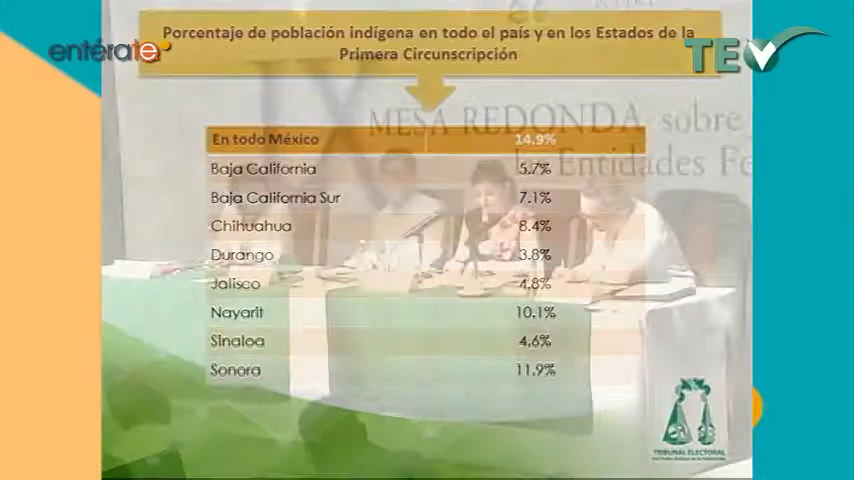 Porcentaje de población indígena en todo el país y en los Estados de la
Primera Circunscripción
entérate
TEV
MESA REDONDA sobre
Entidades Fe
En todo México 14.9%
Baja California 5.7%
Baja California Sur 7.1%
Chihuahua 8.4%
Durango 3.8%
Jalisco 4.8%
Nayarit 10.1%
Sinaloa 4.6%
Sonora 11.9%
TRIBUNAL ELECTORAL